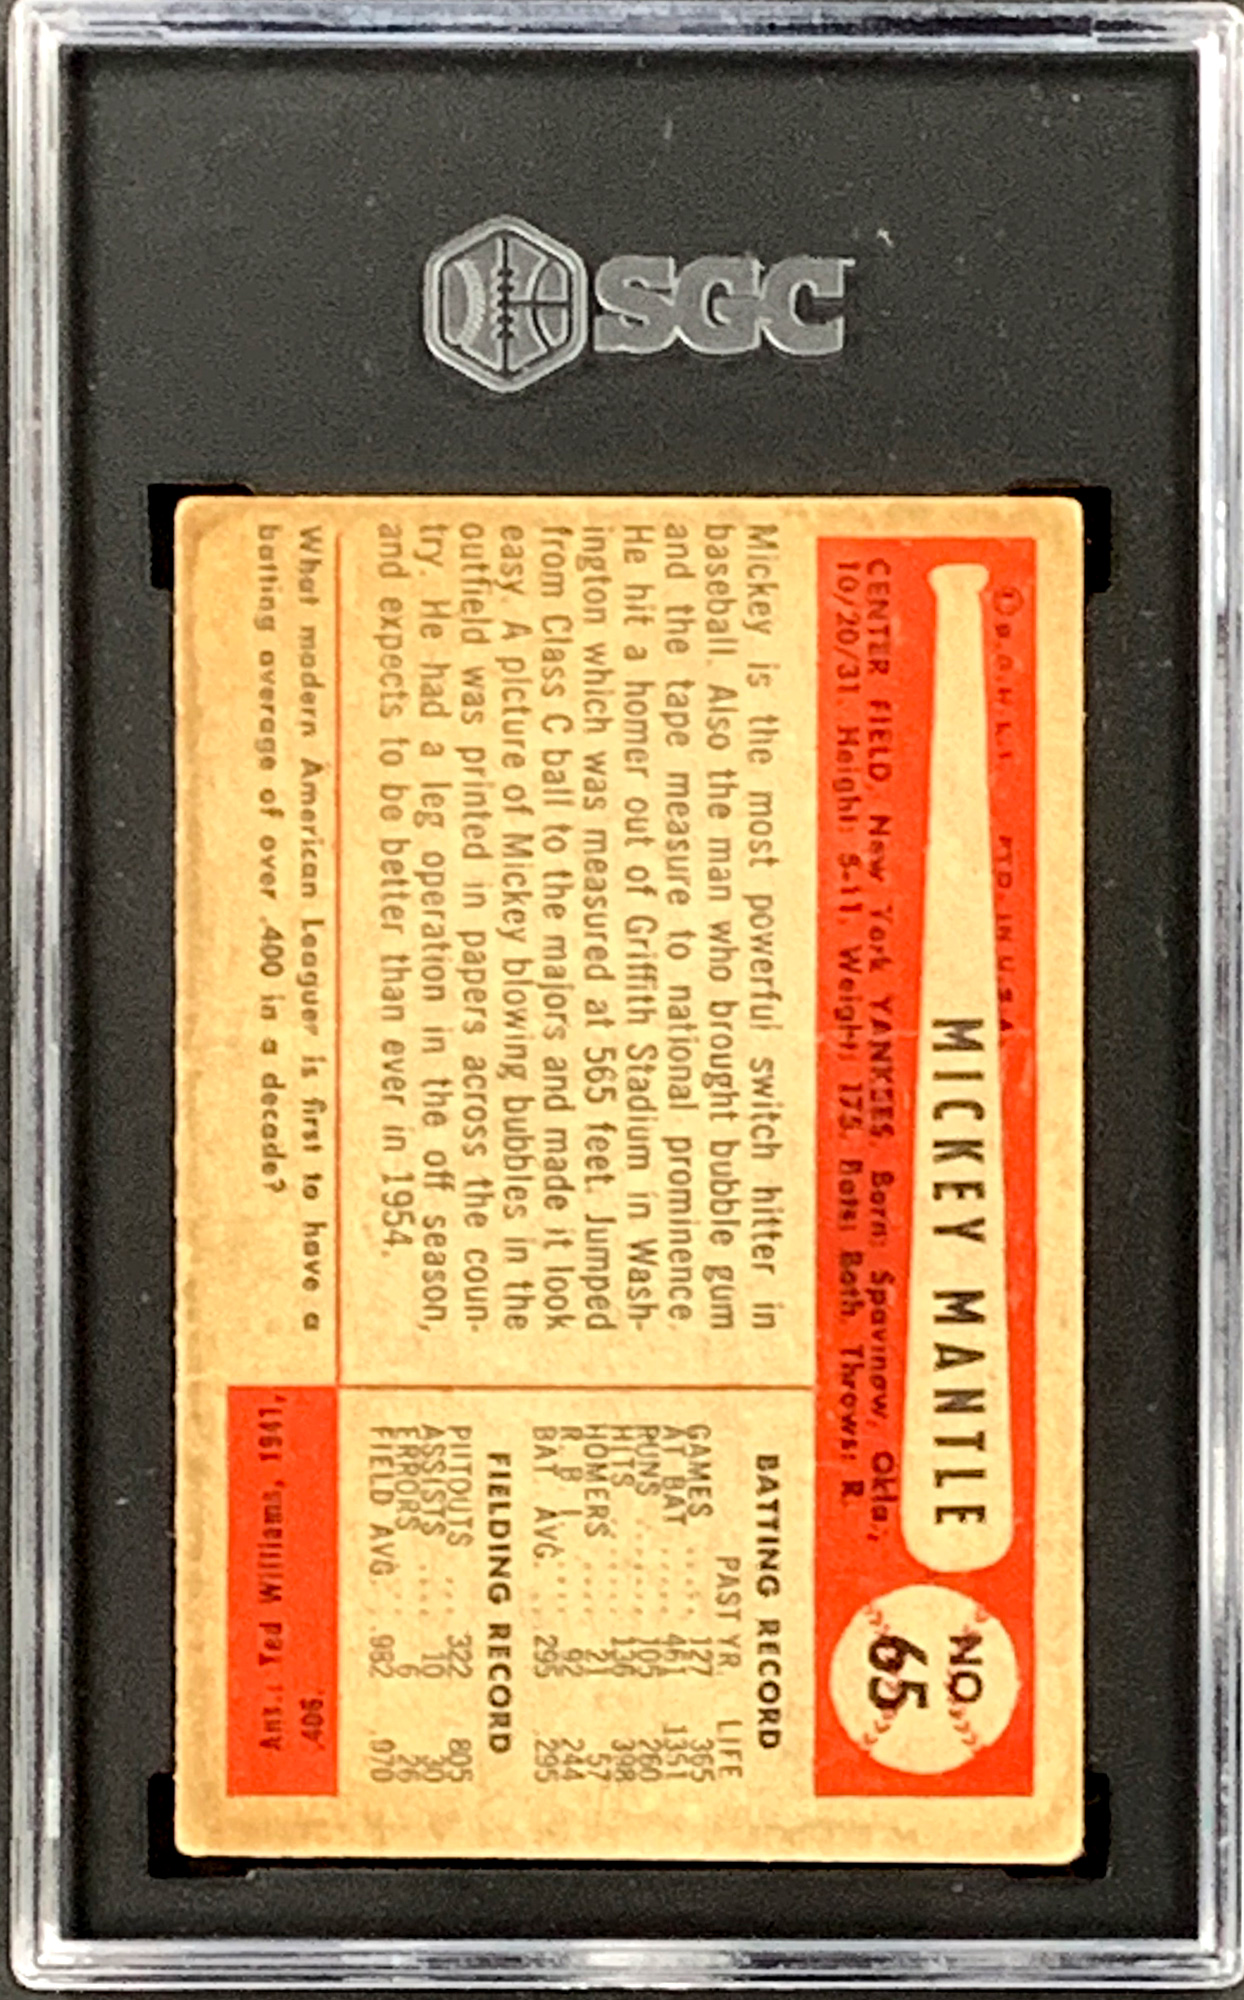 SGC
© B.G.H.L.I. PTD. IN U.S.A.
MICKEY MANTLE
NO.
65
CENTER FIELD, New York YANKEES Born: Spavinaw, Okla.,
10/20/31. Height: 5-11. Weight: 175. Bats: Both. Throws: R.
Mickey is the most powerful switch hitter in
baseball. Also the man who brought bubble gum
and the tape measure to national prominence.
He hit a homer out of Griffith Stadium in Wash-
ington which was measured at 565 feet. Jumped
from Class C ball to the majors and made it look
easy. A picture of Mickey blowing bubbles in the
outfield was printed in papers across the coun-
try. He had a leg operation in the off season,
and expects to be better than ever in 1954.
BATTING RECORD
PAST YR. LIFE
GAMES ..... 127 365
AT BAT ..... 461 1351
RUNS ...... 105 260
HITS ...... 136 398
HOMERS ..... 21 57
R. B. I. .... 92 244
BAT. AVG. .. .295 .295
FIELDING RECORD
PUTOUTS ... 322 805
ASSISTS .... 10 30
ERRORS ... 6 26
FIELD AVG. . .982 .970
What modern American Leaguer is first to have a
batting average of over .400 in a decade?
Ans.: Ted Williams, 1941,
.406